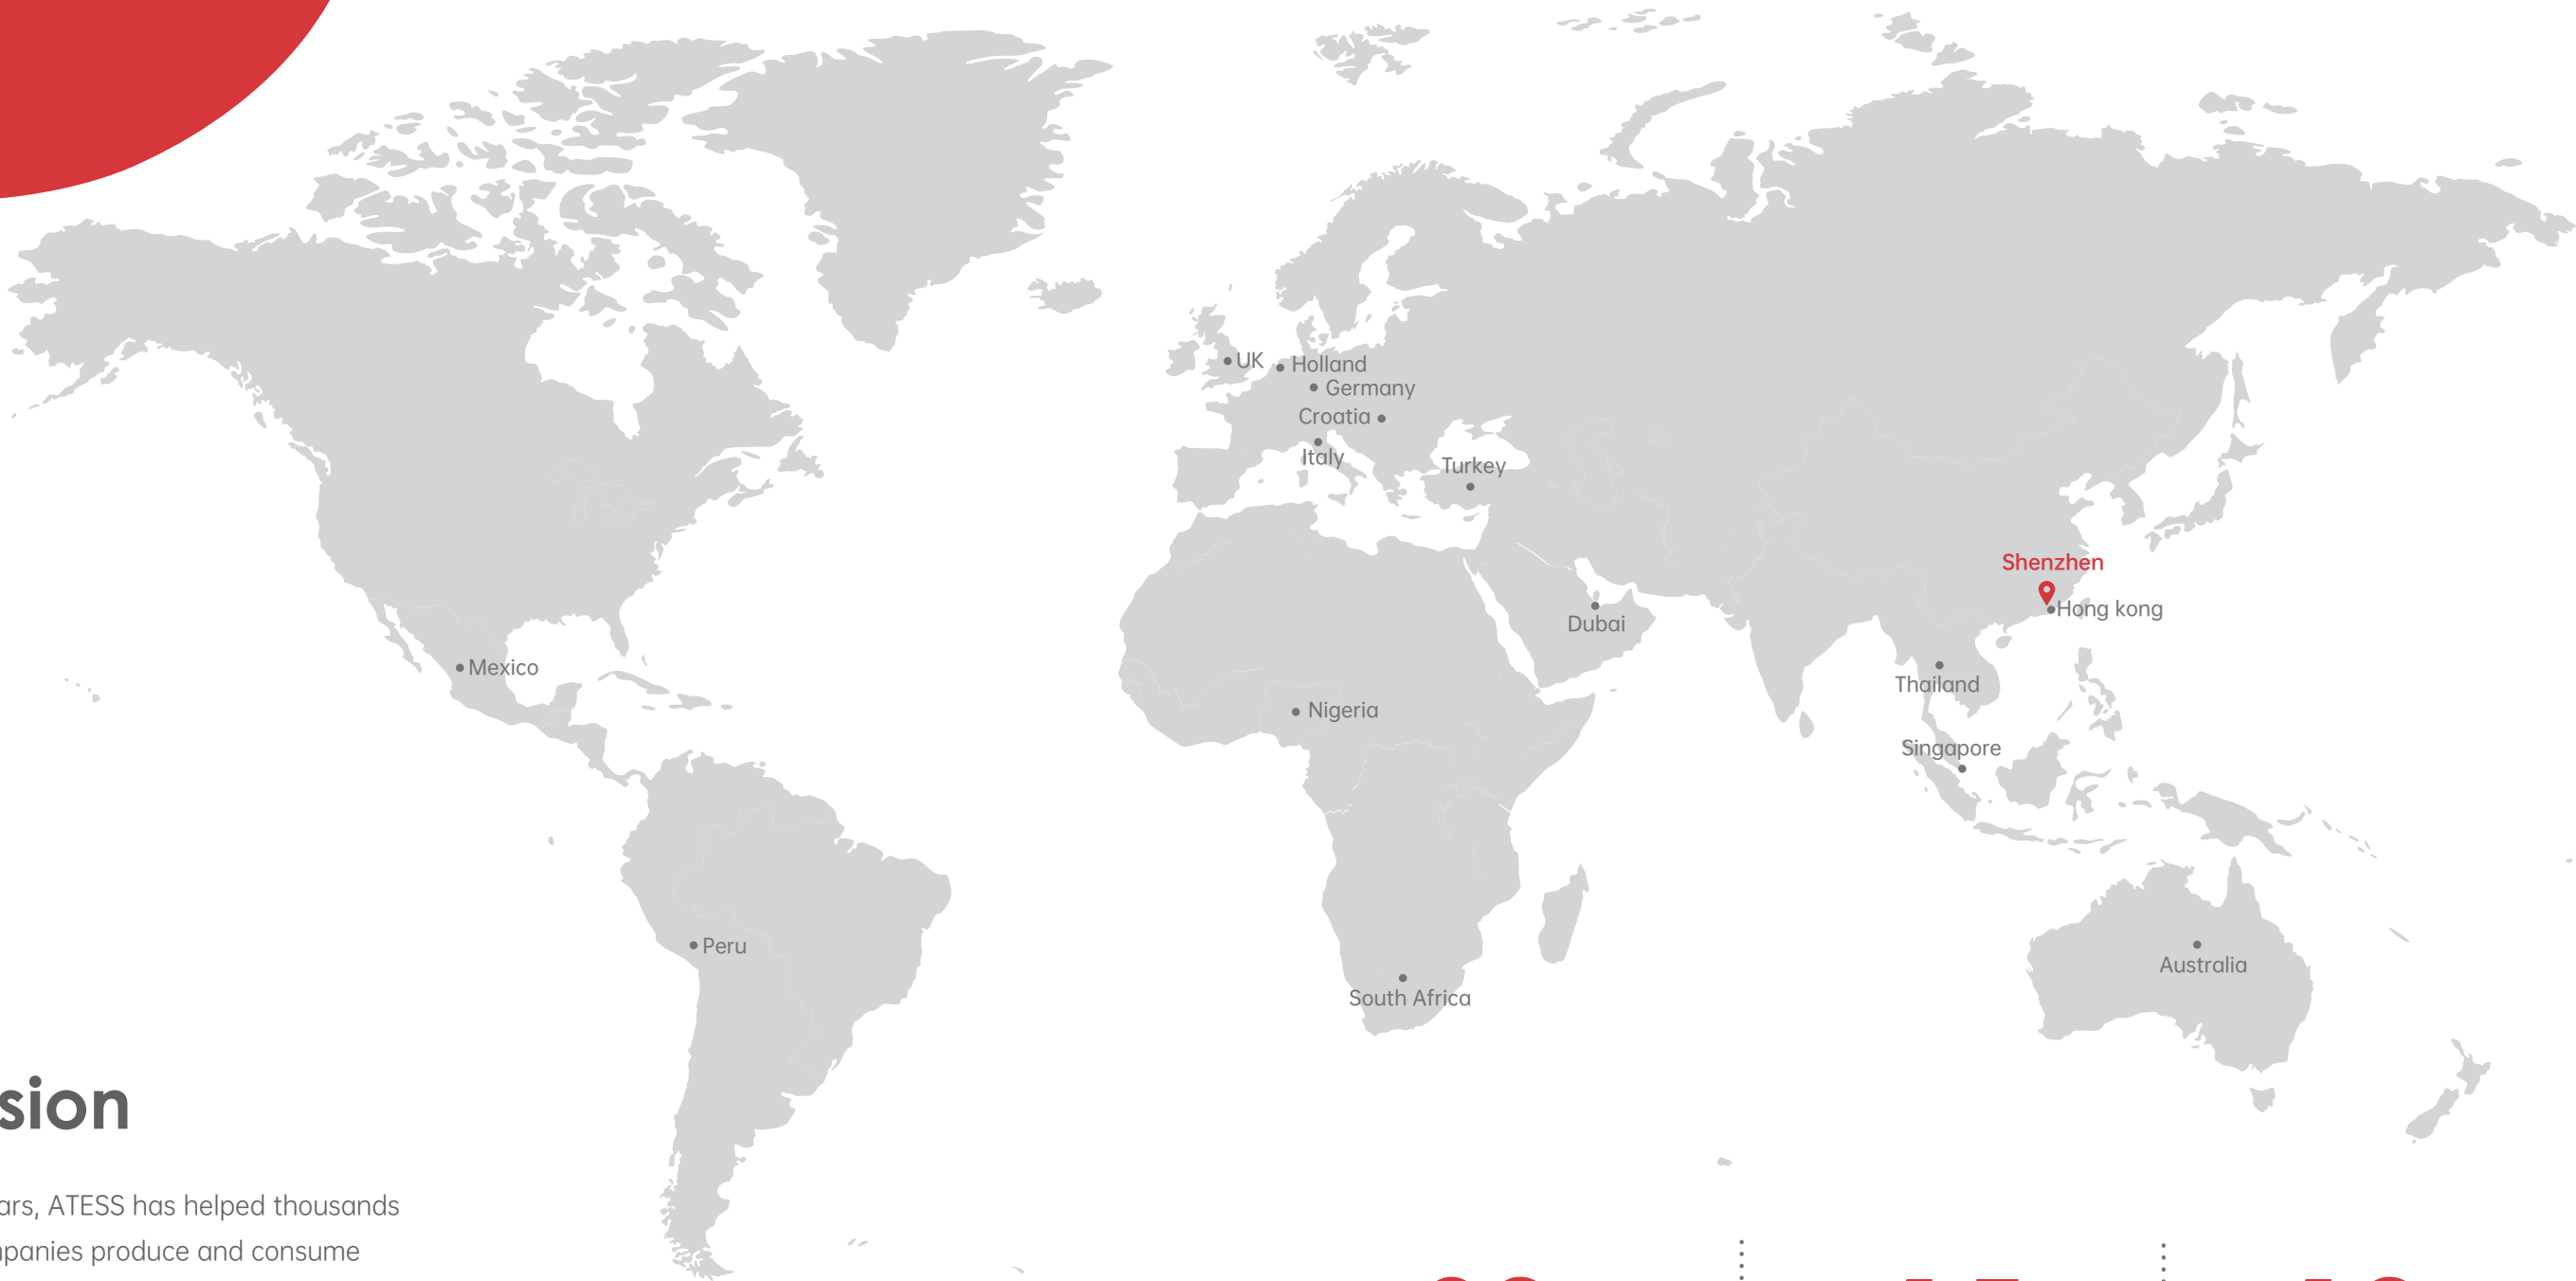 UK
Holland
Germany
Croatia
Italy
Turkey
Shenzhen
Hong kong
Dubai
Mexico
Thailand
Nigeria
Singapore
Peru
Australia
South Africa
sion
ars, ATESS has helped thousands
panies produce and consume